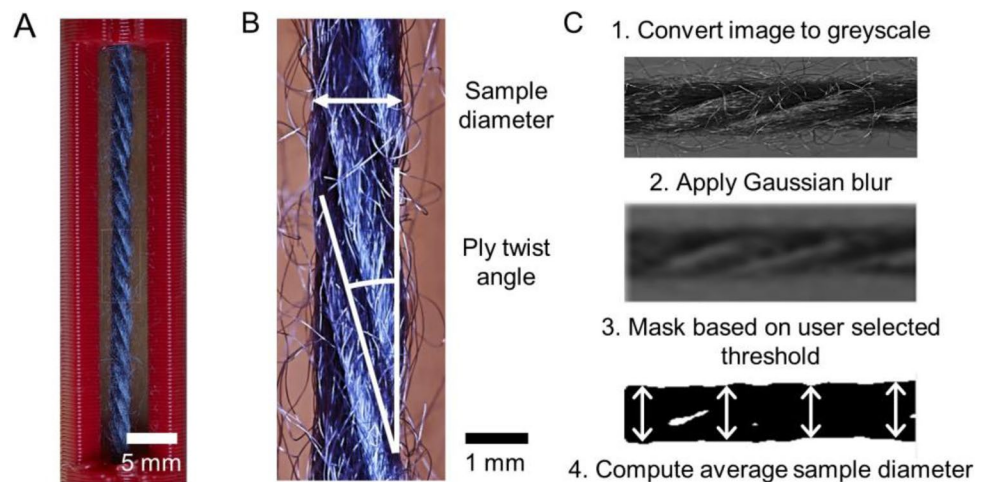 A
5 mm
B
Sample
diameter
Ply twist
angle
1 mm
C
1. Convert image to greyscale
2. Apply Gaussian blur
3. Mask based on user selected
threshold
4. Compute average sample diameter